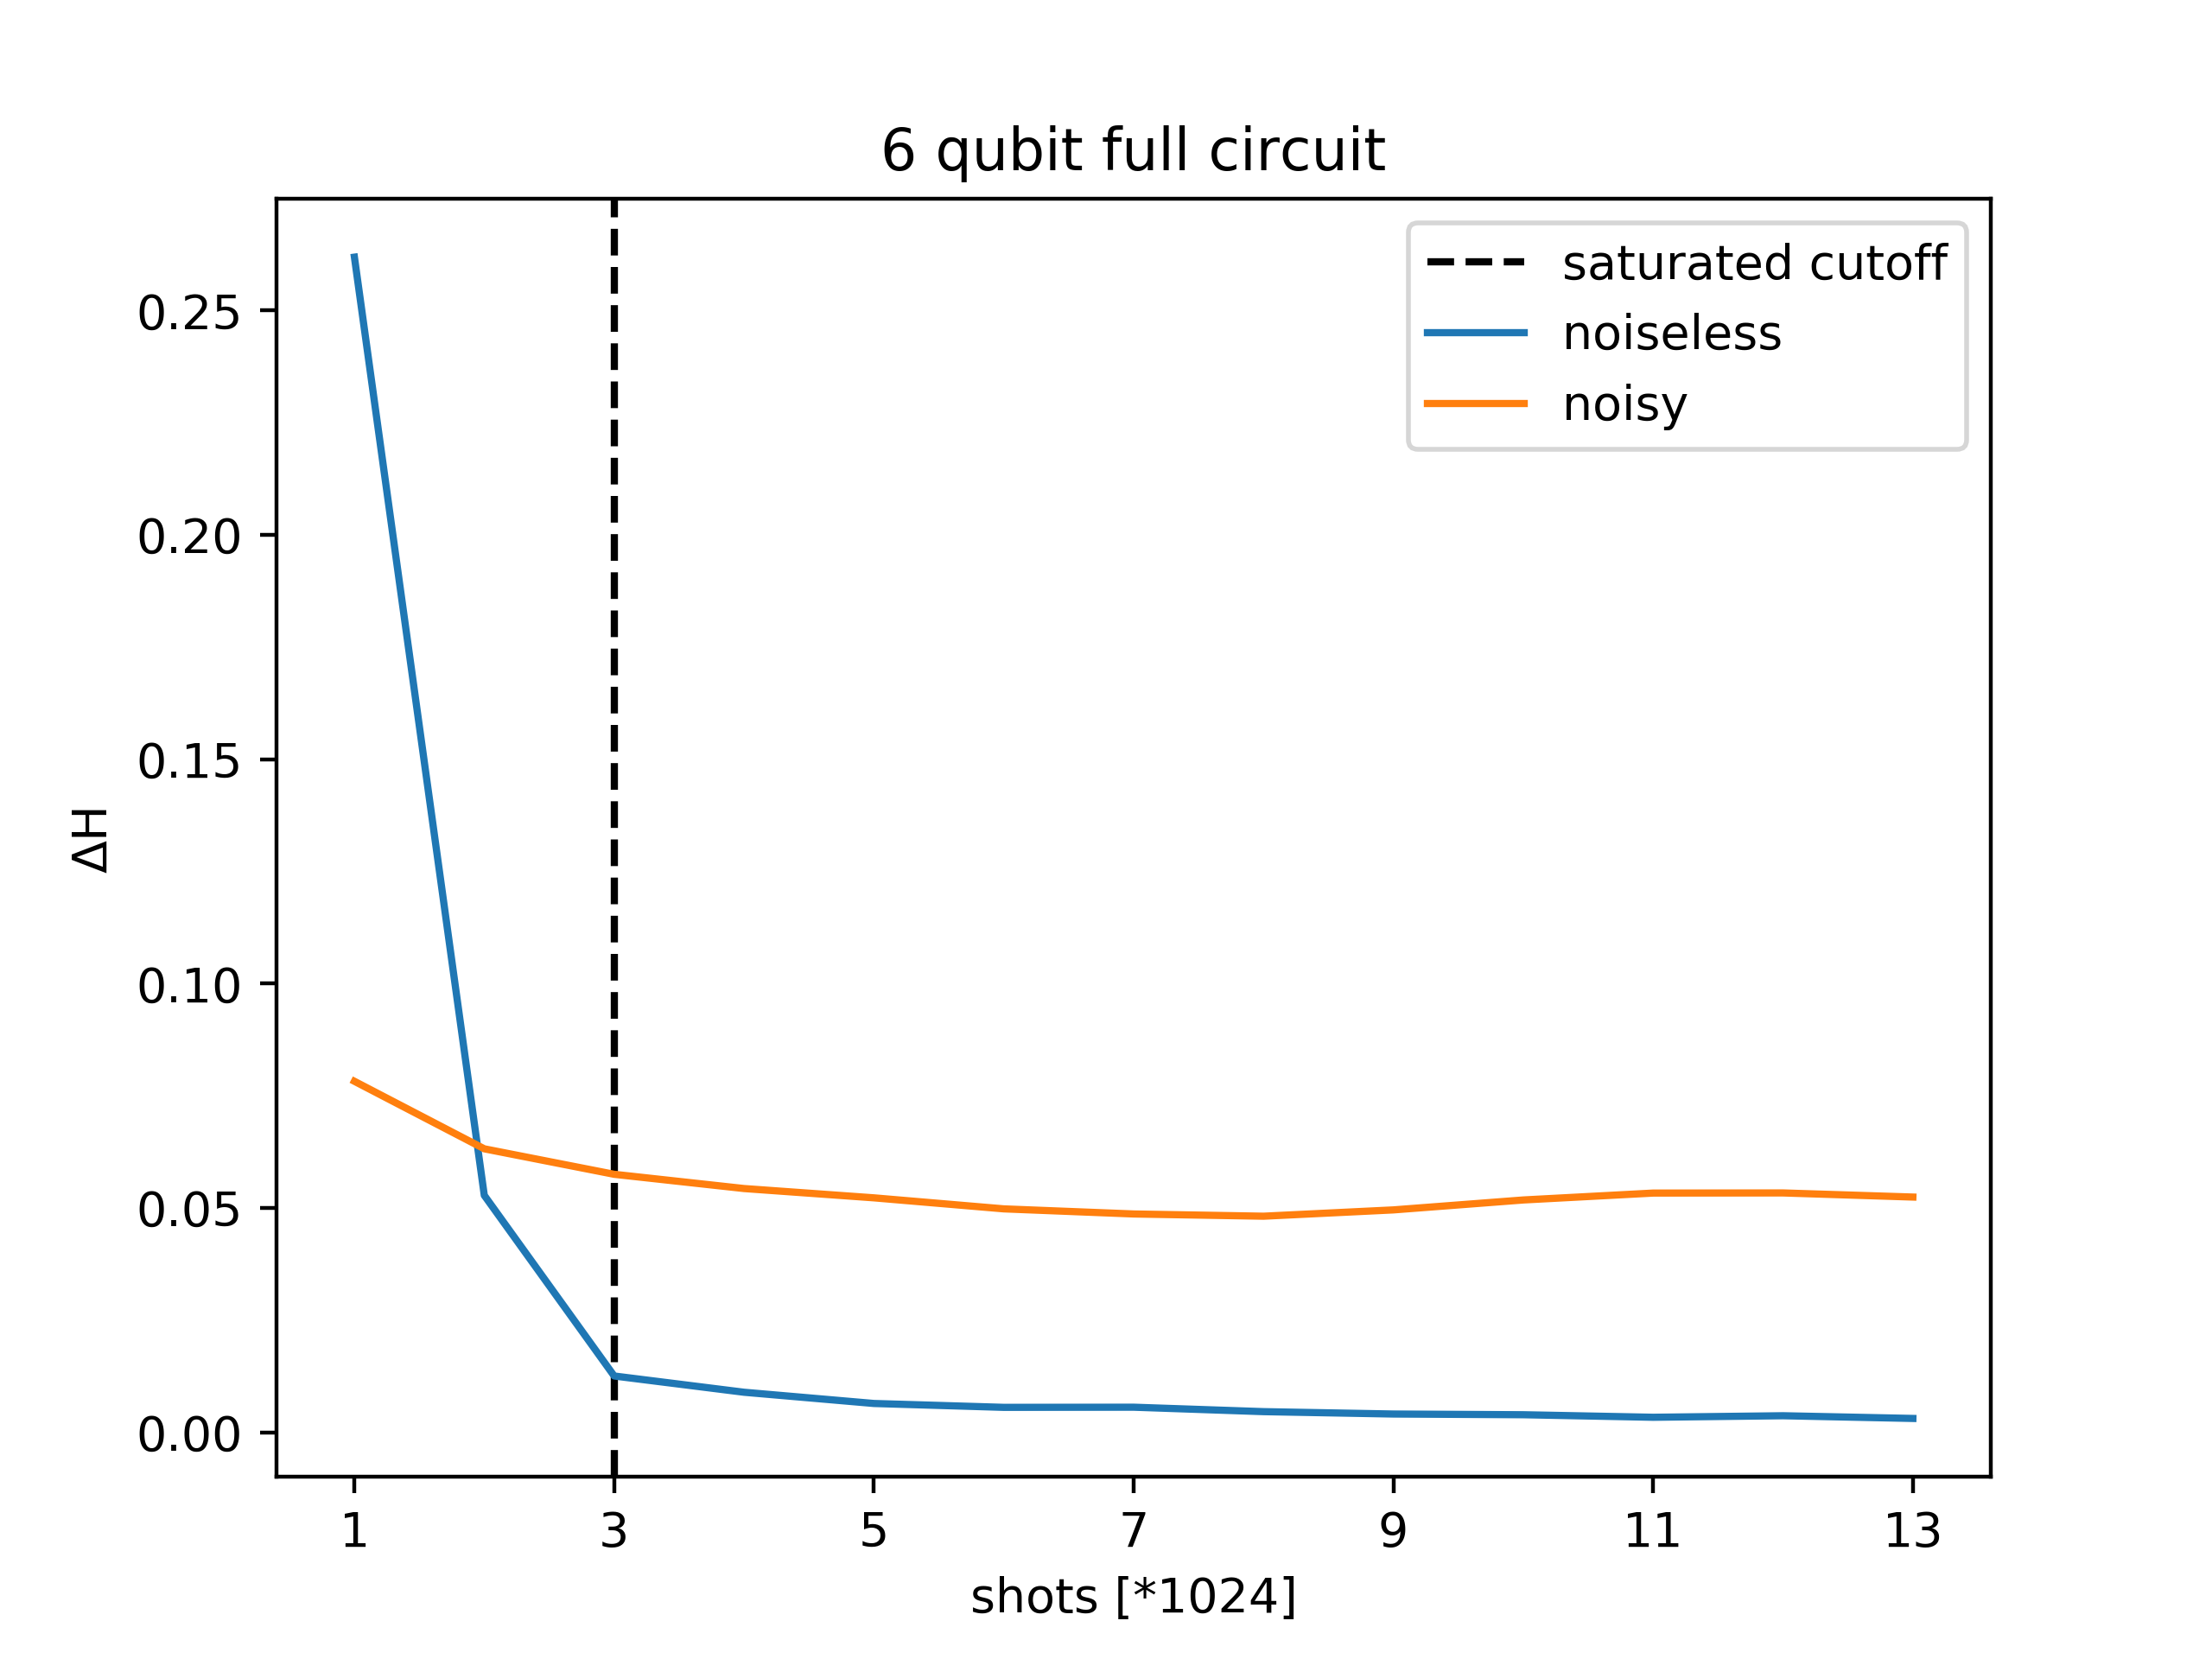 6 qubit full circuit
saturated cutoff
noiseless
noisy
0.25
0.20
0.15
0.10
0.05
0.00
ΔH
1 3 5 7 9 11 13
shots [*1024]